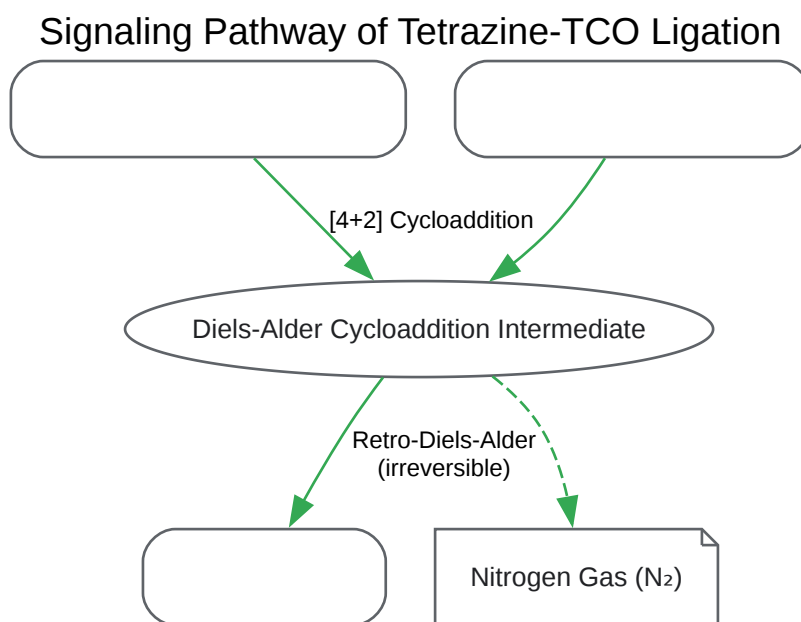 Signaling Pathway of Tetrazine-TCO Ligation
[4+2] Cycloaddition
Diels-Alder Cycloaddition Intermediate
Retro-Diels-Alder
(irreversible)
Nitrogen Gas (N₂)